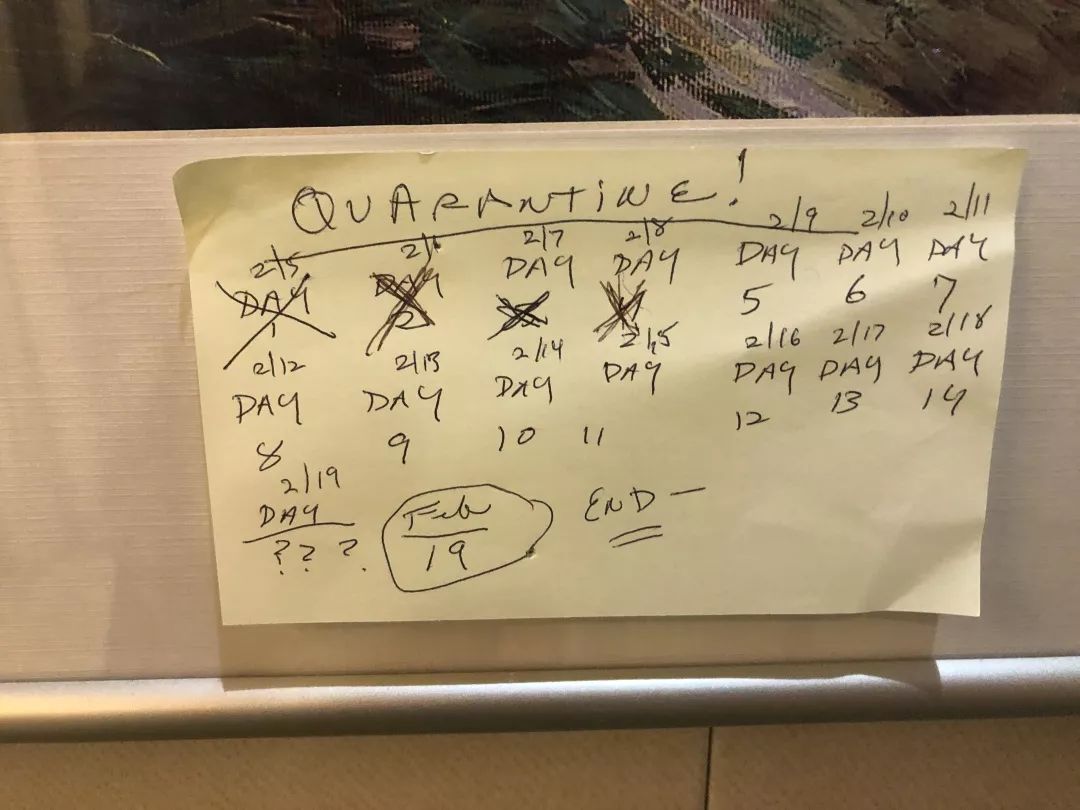 QUARANTINE!
2/5 2/6 2/7 2/8 2/9 2/10 2/11
DAY DAY DAY DAY DAY DAY DAY
1 2 5 6 7
2/12 2/13 2/14 2/15 2/16 2/17 2/18
DAY DAY DAY DAY DAY DAY DAY
8 9 10 11 12 13 14
2/19
DAY Feb END —
? ? ? 19